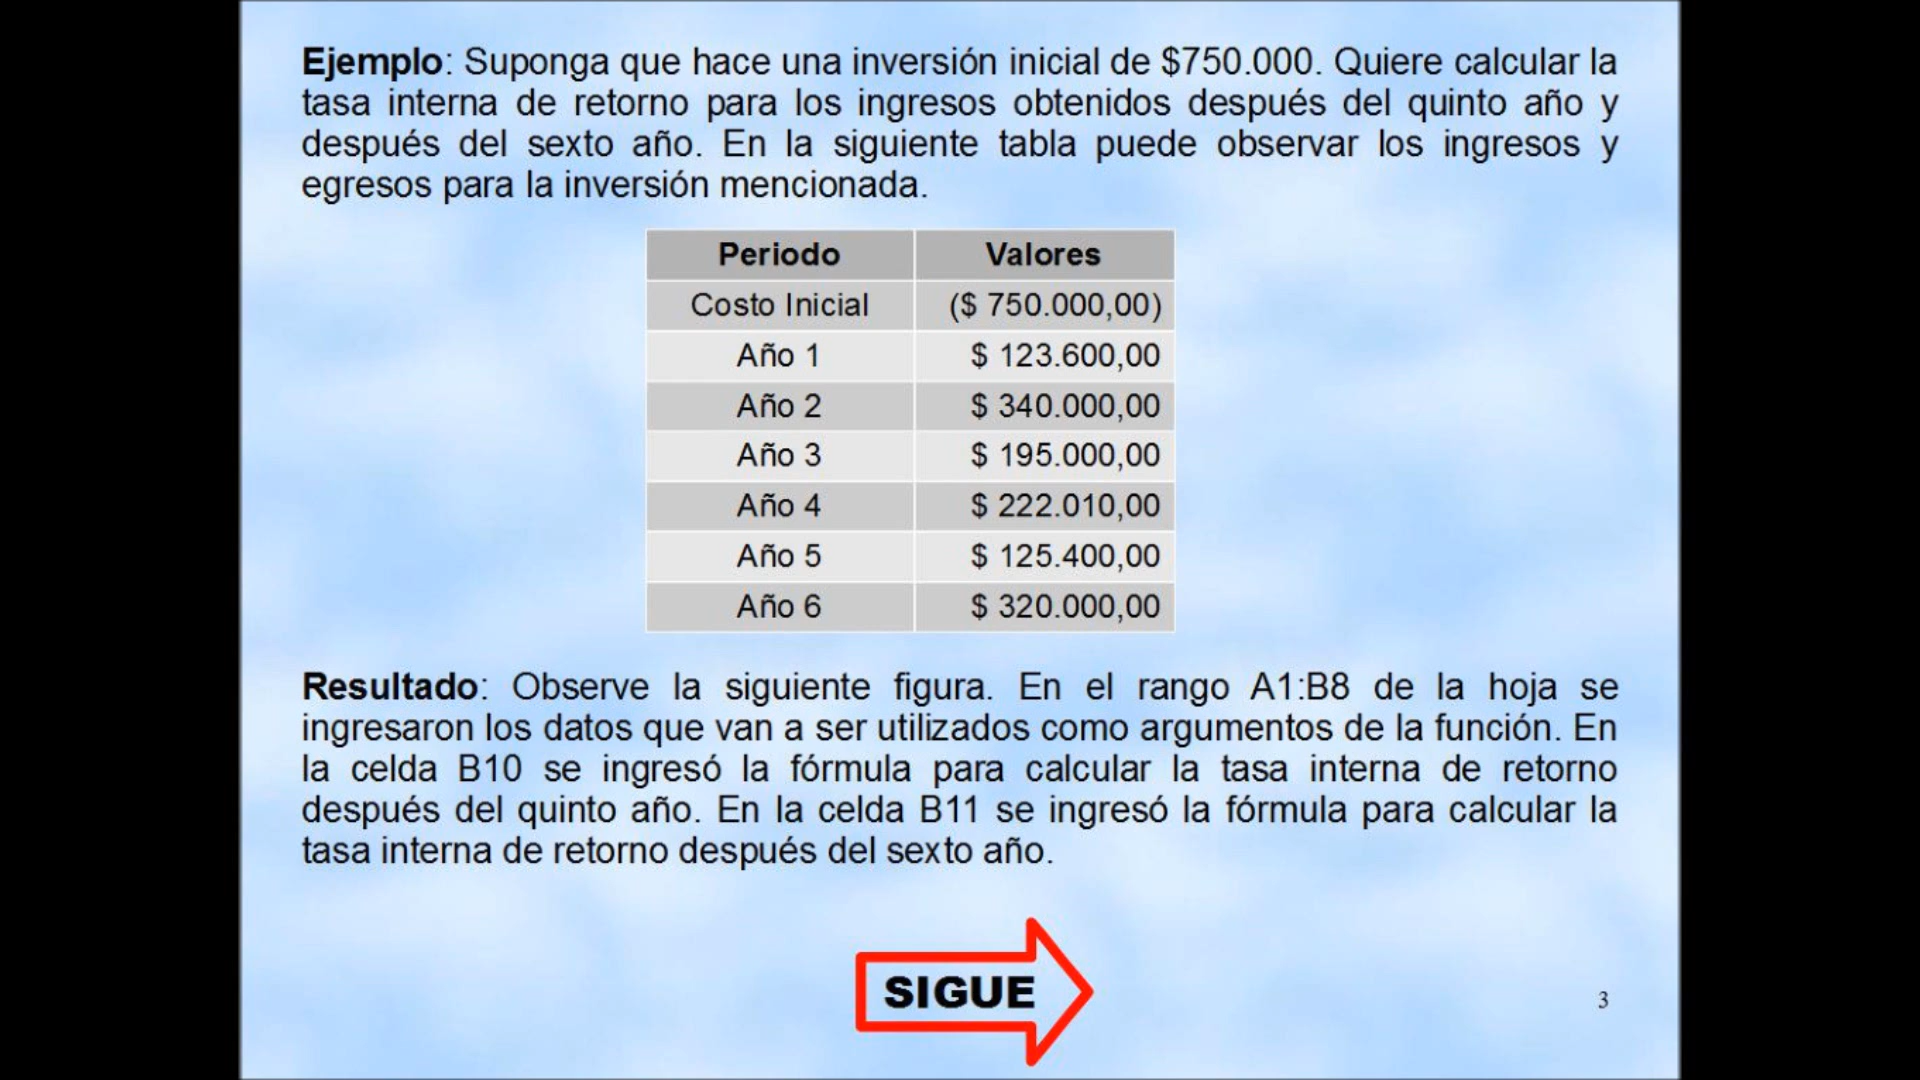 Ejemplo: Suponga que hace una inversión inicial de $750.000. Quiere calcular la
tasa interna de retorno para los ingresos obtenidos después del quinto año y
después del sexto año. En la siguiente tabla puede observar los ingresos y
egresos para la inversión mencionada.
Periodo Valores
Costo Inicial ($ 750.000,00)
Año 1 $ 123.600,00
Año 2 $ 340.000,00
Año 3 $ 195.000,00
Año 4 $ 222.010,00
Año 5 $ 125.400,00
Año 6 $ 320.000,00
Resultado: Observe la siguiente figura. En el rango A1:B8 de la hoja se
ingresaron los datos que van a ser utilizados como argumentos de la función. En
la celda B10 se ingresó la fórmula para calcular la tasa interna de retorno
después del quinto año. En la celda B11 se ingresó la fórmula para calcular la
tasa interna de retorno después del sexto año.
SIGUE
3